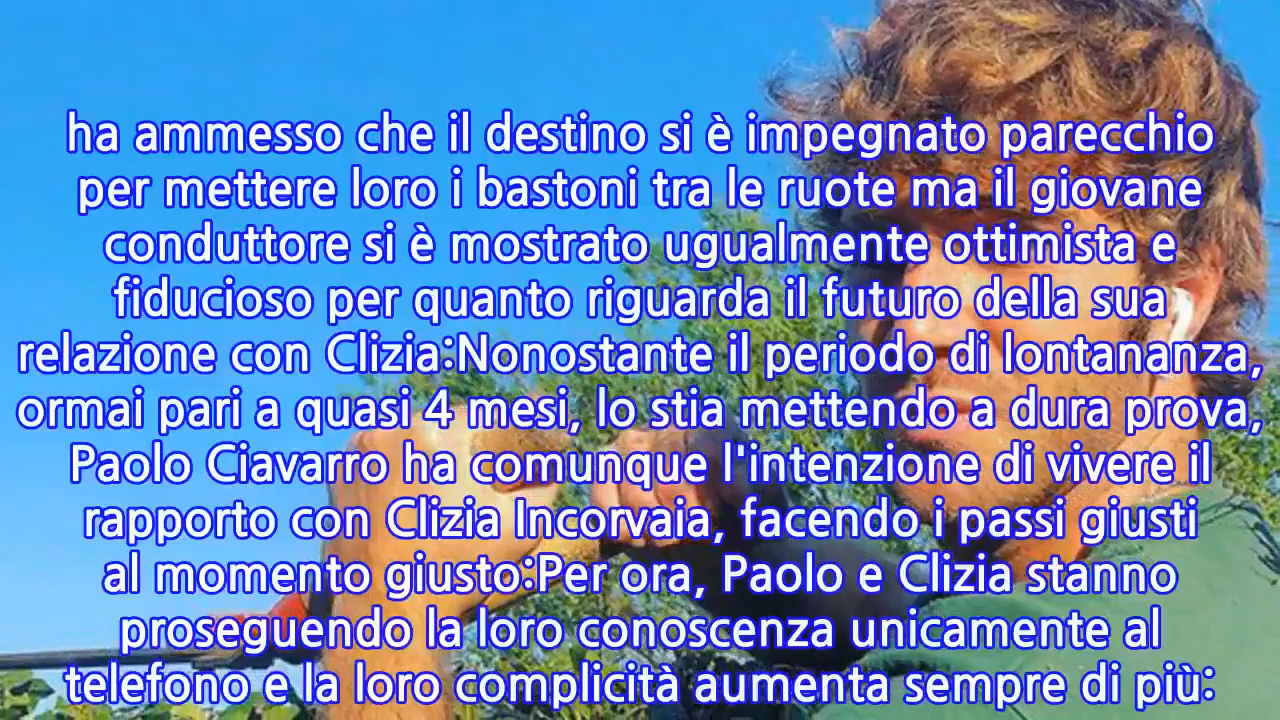 ha ammesso che il destino si è impegnato parecchio
per mettere loro i bastoni tra le ruote ma il giovane
conduttore si è mostrato ugualmente ottimista e
fiducioso per quanto riguarda il futuro della sua
relazione con Clizia:Nonostante il periodo di lontananza,
ormai pari a quasi 4 mesi, lo stia mettendo a dura prova,
Paolo Ciavarro ha comunque l'intenzione di vivere il
rapporto con Clizia Incorvaia, facendo i passi giusti
al momento giusto:Per ora, Paolo e Clizia stanno
proseguendo la loro conoscenza unicamente al
telefono e la loro complicità aumenta sempre di più: